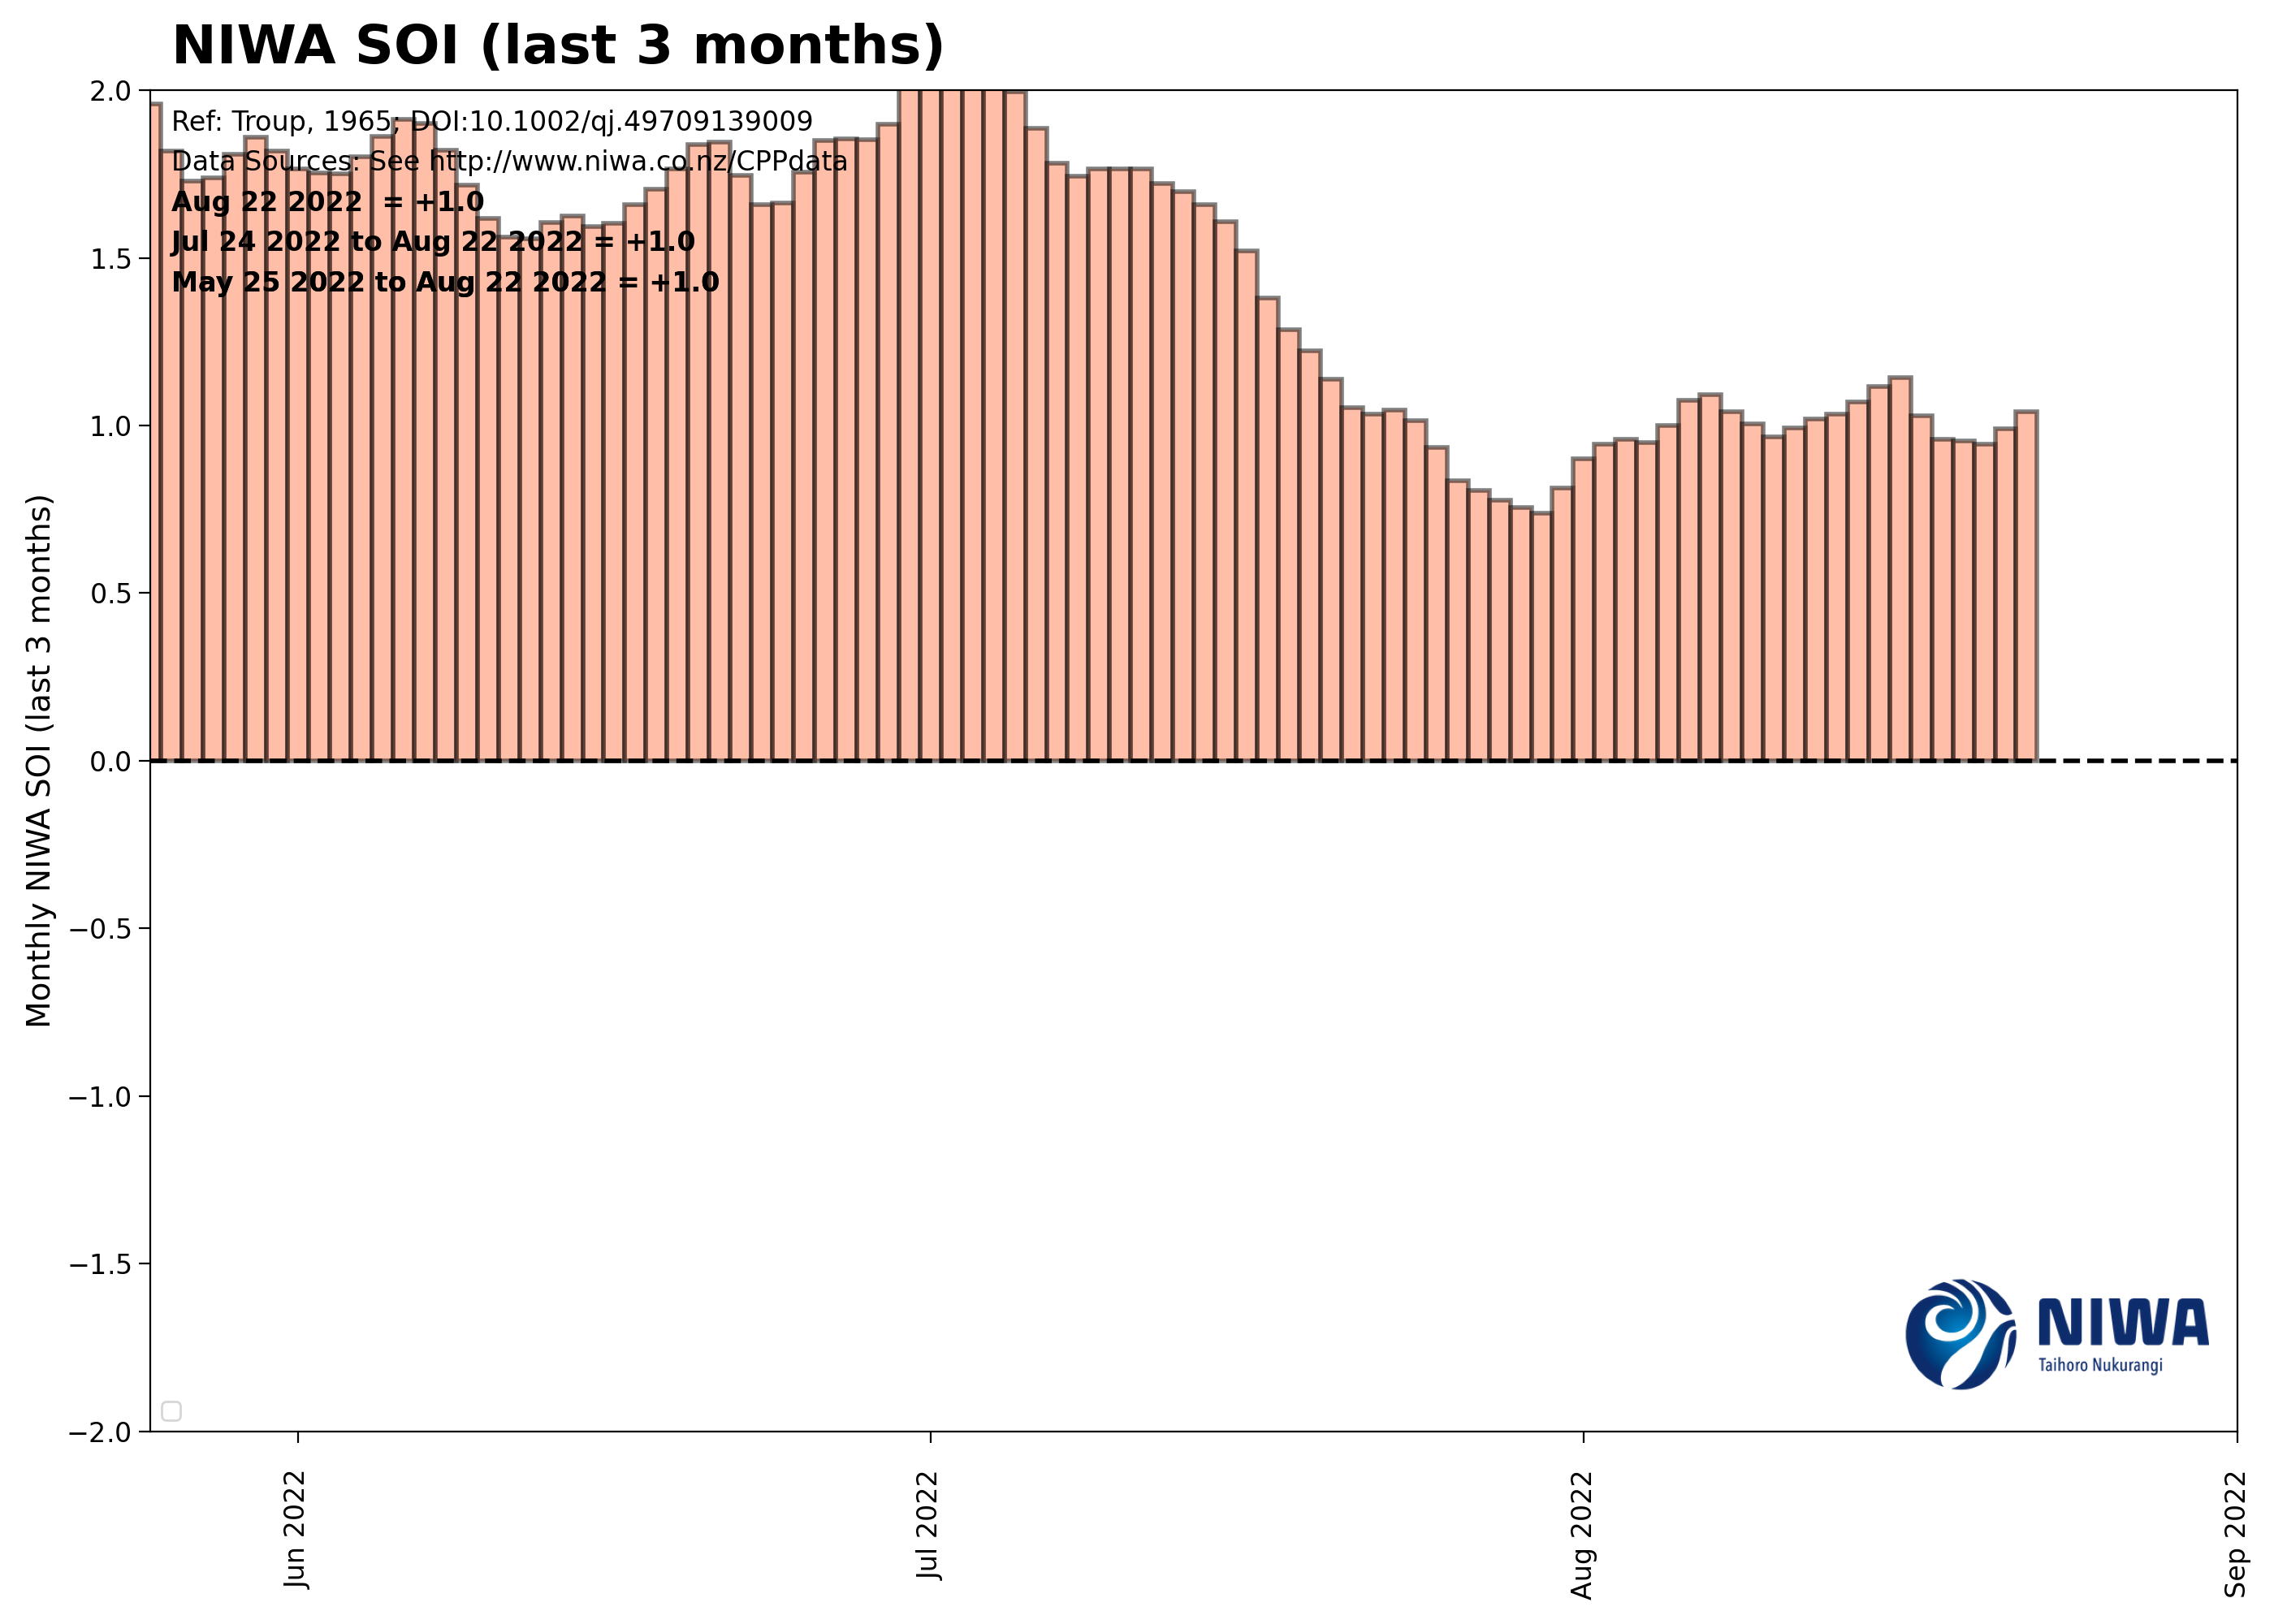 NIWA SOI (last 3 months)
Ref: Troup, 1965; DOI:10.1002/qj.49709139009
Data Sources: See http://www.niwa.co.nz/CPPdata
Aug 22 2022 = +1.0
Jul 24 2022 to Aug 22 2022 = +1.0
May 25 2022 to Aug 22 2022 = +1.0
Monthly NIWA SOI (last 3 months)
2.0
1.5
1.0
0.5
0.0
−0.5
−1.0
−1.5
−2.0
Jun 2022
Jul 2022
Aug 2022
Sep 2022
NIWA
Taihoro Nukurangi